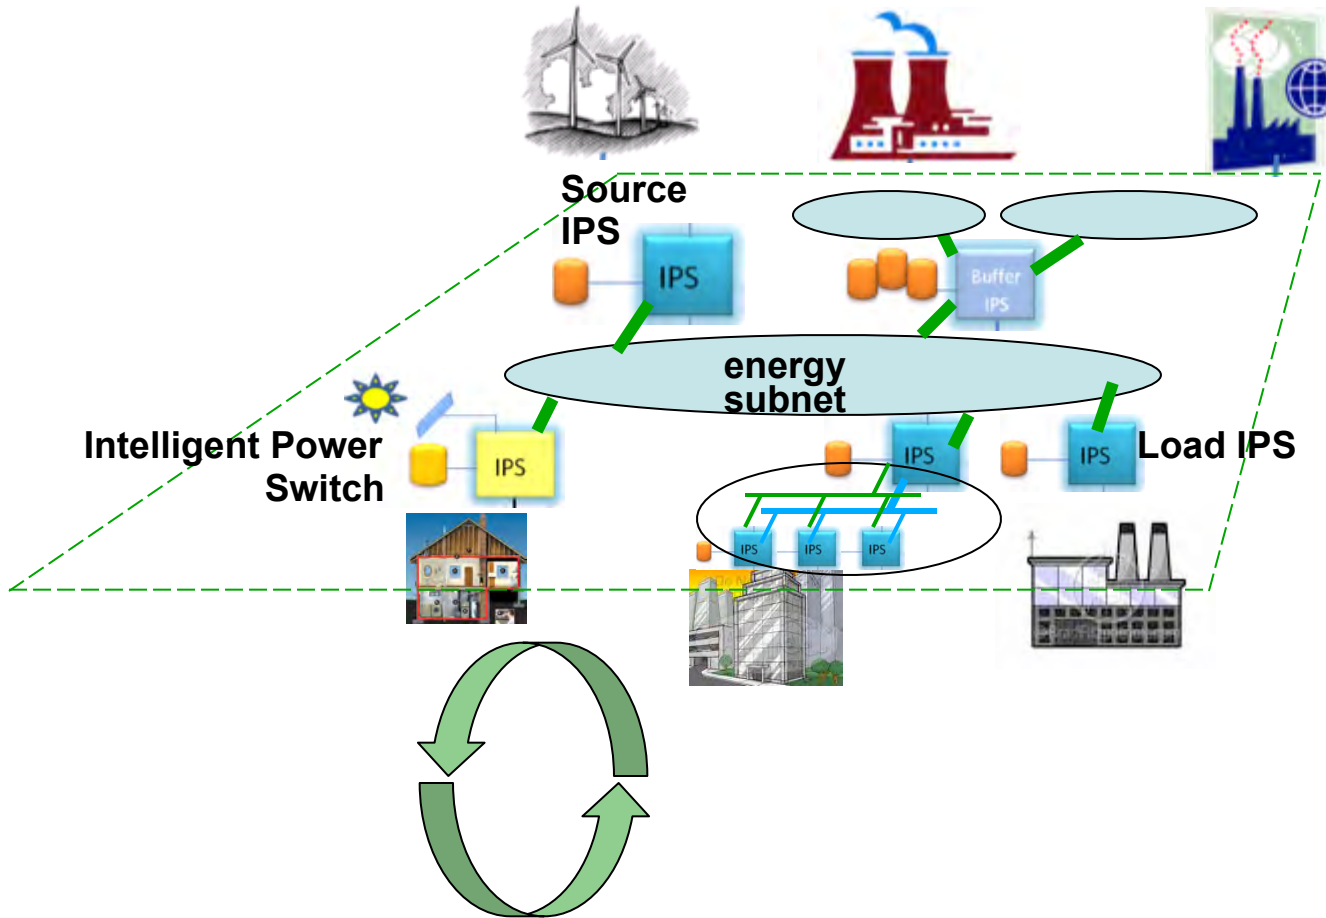 Source
IPS
IPS
Buffer
IPS
energy
subnet
Intelligent Power
Switch
IPS
IPS
IPS
Load IPS
IPS
IPS
IPS